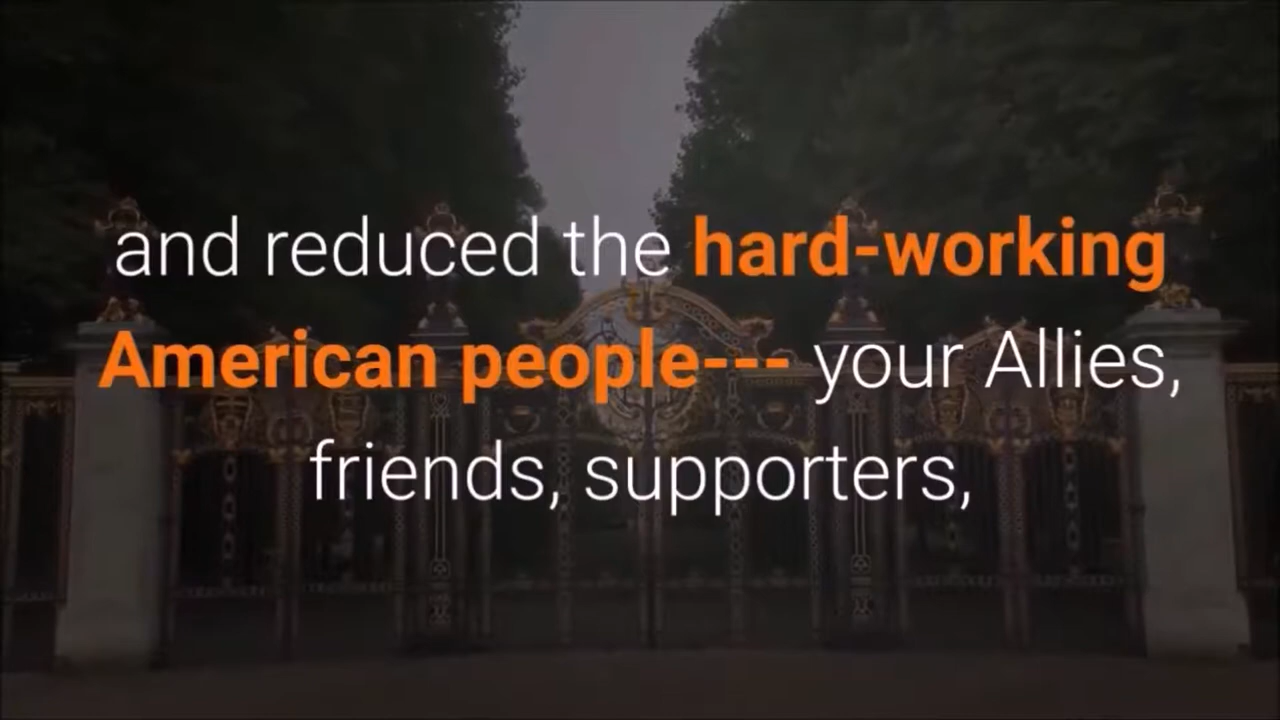 and reduced the hard-working
American people--- your Allies,
friends, supporters,